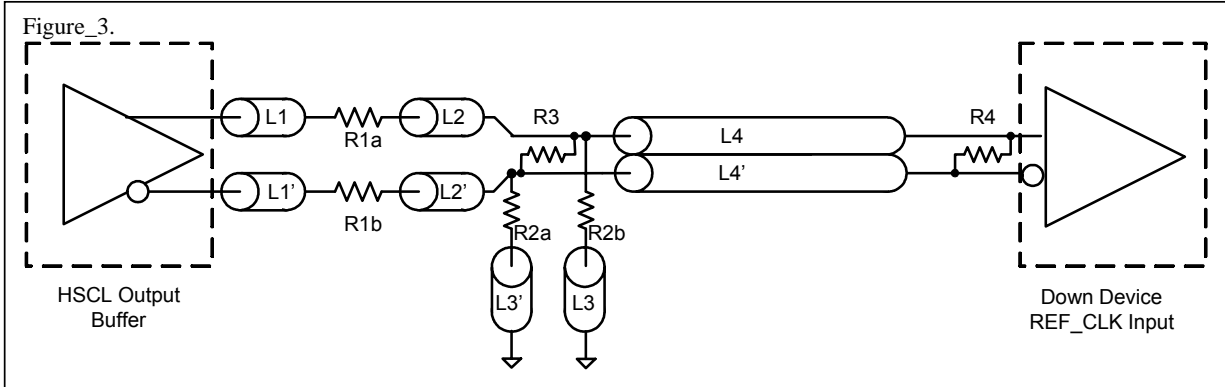 Figure_3.
L1
R1a
L2
R3
L4
R4
L1'
R1b
L2'
L4'
R2a
R2b
L3'
L3
HSCL Output
Buffer
Down Device
REF_CLK Input